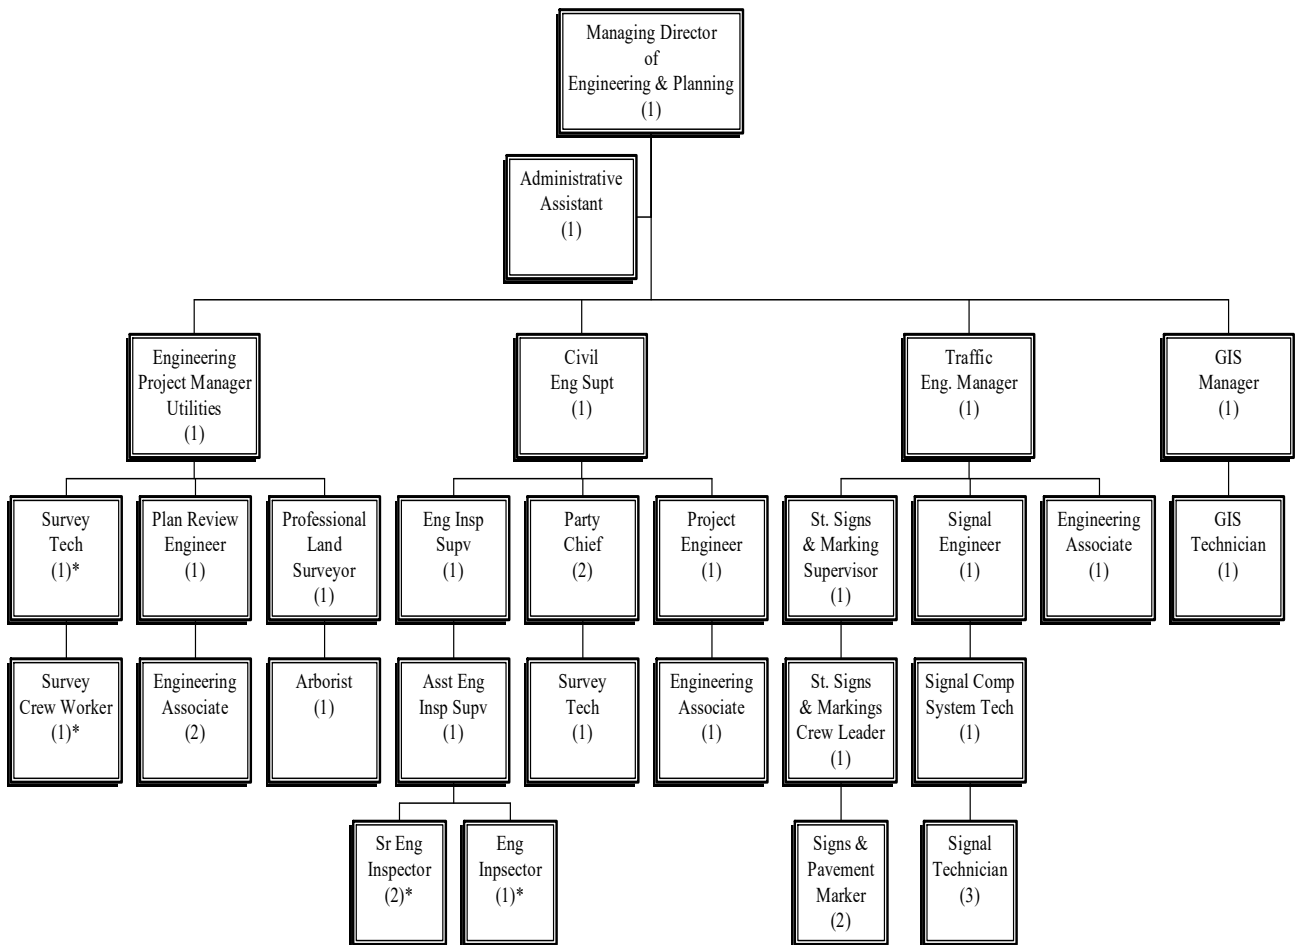 Managing Director
of
Engineering & Planning
(1)
Administrative
Assistant
(1)
Engineering
Project Manager
Utilities
(1)
Civil
Eng Supt
(1)
Traffic
Eng. Manager
(1)
GIS
Manager
(1)
Survey
Tech
(1)*
Plan Review
Engineer
(1)
Professional
Land
Surveyor
(1)
Eng Insp
Supv
(1)
Party
Chief
(2)
Project
Engineer
(1)
St. Signs
& Marking
Supervisor
(1)
Signal
Engineer
(1)
Engineering
Associate
(1)
GIS
Technician
(1)
Survey
Crew Worker
(1)*
Engineering
Associate
(2)
Arborist
(1)
Asst Eng
Insp Supv
(1)
Survey
Tech
(1)
Engineering
Associate
(1)
St. Signs
& Markings
Crew Leader
(1)
Signal Comp
System Tech
(1)
Sr Eng
Inspector
(2)*
Eng
Inpsector
(1)*
Signs &
Pavement
Marker
(2)
Signal
Technician
(3)